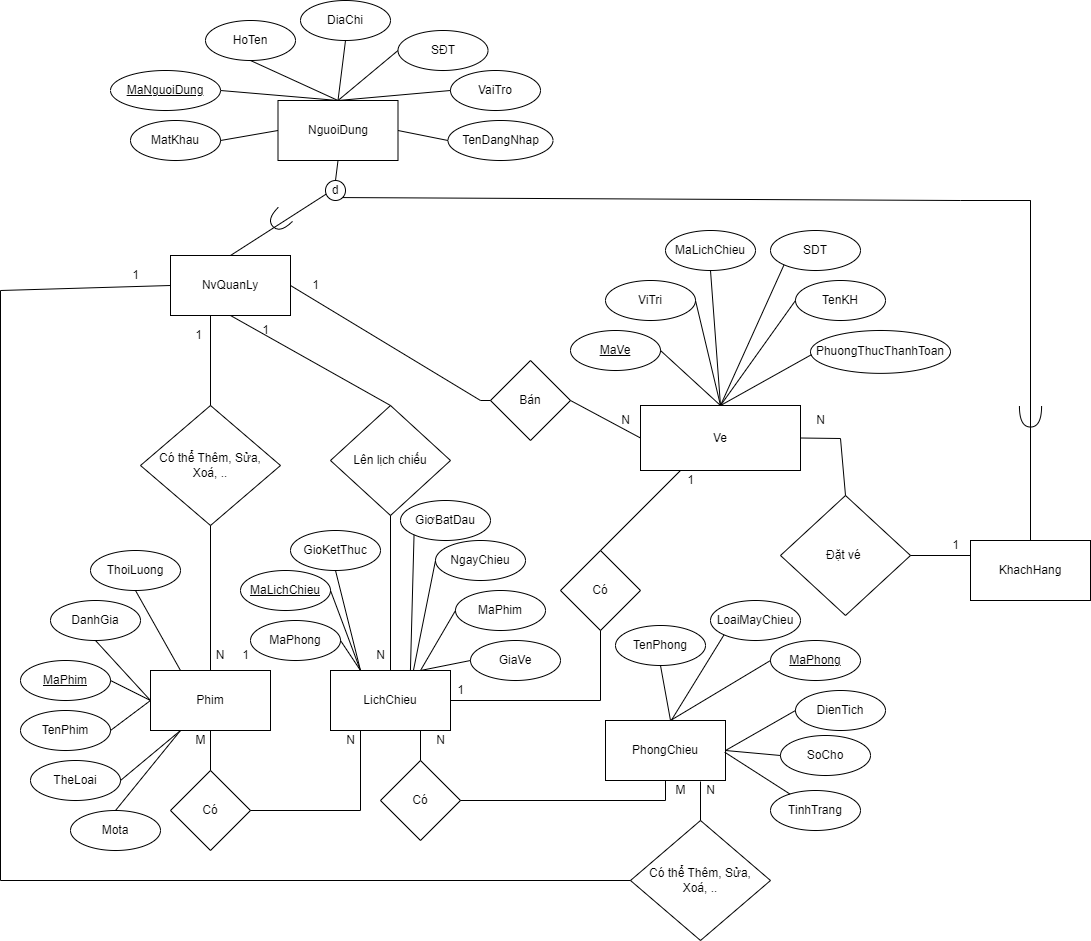 DiaChi
HoTen
SĐT
MaNguoiDung
VaiTro
MatKhau
NguoiDung
TenDangNhap
d
MaLichChieu
SDT
1
NvQuanLy
1
ViTri
TenKH
1
1
MaVe
PhuongThucThanhToan
Bán
N
Ve
N
Có thể Thêm, Sửa,
Xoá, ..
Lên lịch chiếu
1
GiơBatDau
GioKetThuc
NgayChieu
Đặt vé
1
KhachHang
ThoiLuong
MaLichChieu
Có
DanhGia
MaPhong
MaPhim
LoaiMayChieu
TenPhong
N
1
N
GiaVe
MaPhong
MaPhim
Phim
LichChieu
1
DienTich
TenPhim
M
N
N
PhongChieu
SoCho
TheLoai
Có
Có
M
N
TinhTrang
Mota
Có thể Thêm, Sửa,
Xoá, ..